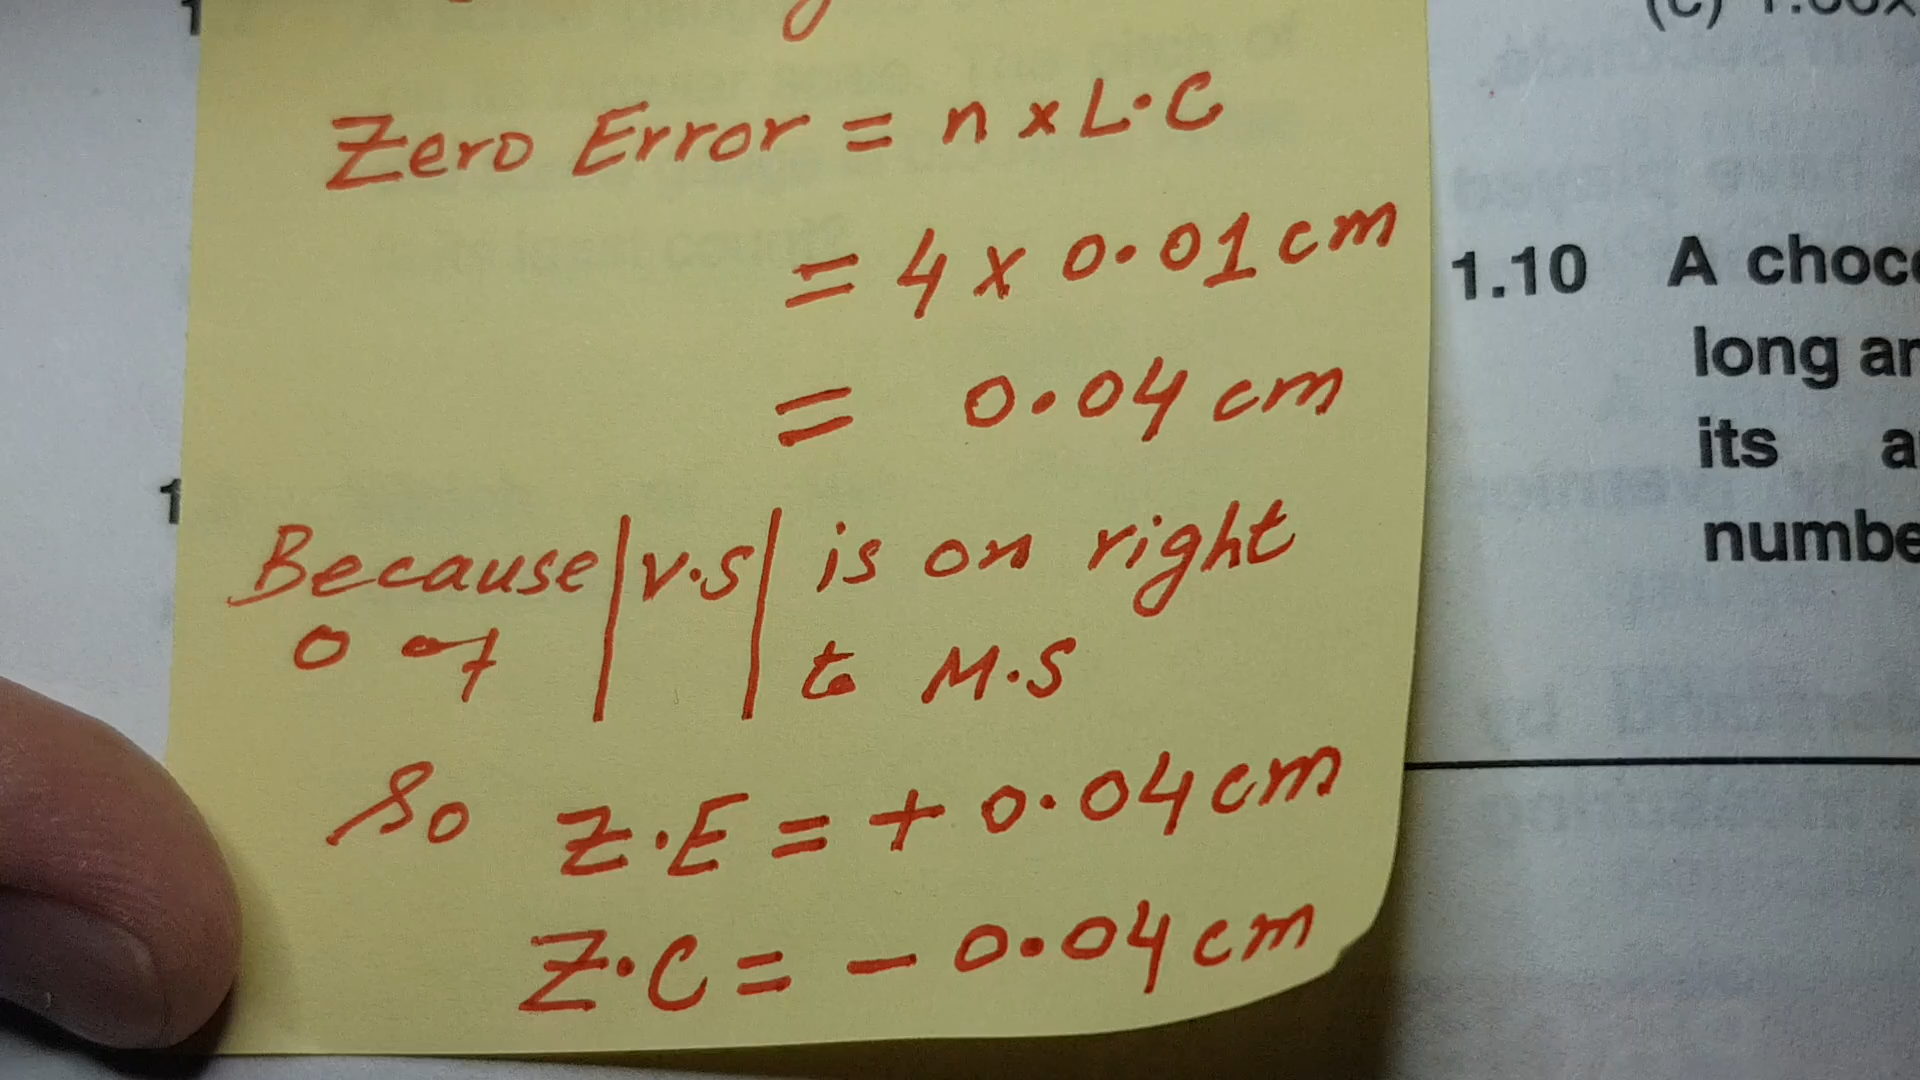 Zero Error = n x L.C
= 4 x 0.01 cm
= 0.04 cm
Because | V.S | is on right
0 of | | to M.S
So Z.E = + 0.04 cm
Z.C = - 0.04 cm
(C)
1.10 A choc
long
its a
numbe